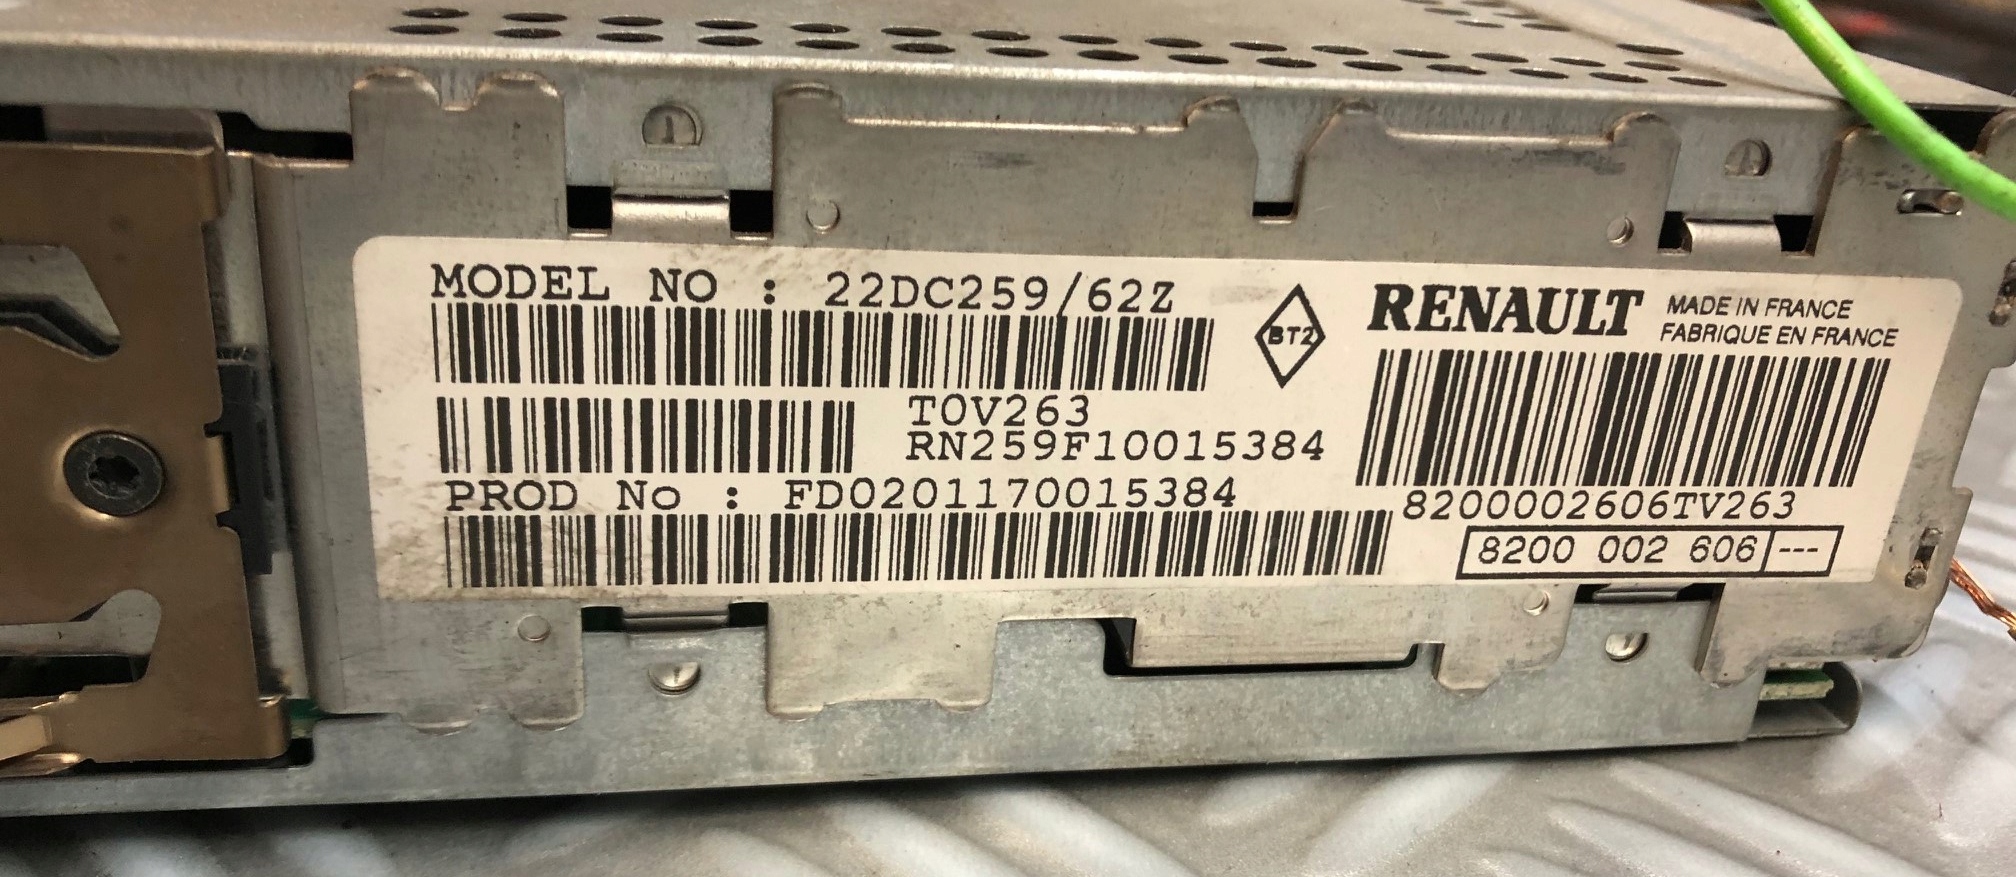 MODEL NO : 22DC259/62Z
BT2
RENAULT
MADE IN FRANCE
FABRIQUE EN FRANCE
TOV263
RN259F10015384
PROD No : FD0201170015384
8200002606TV263
8200 002 606 ---